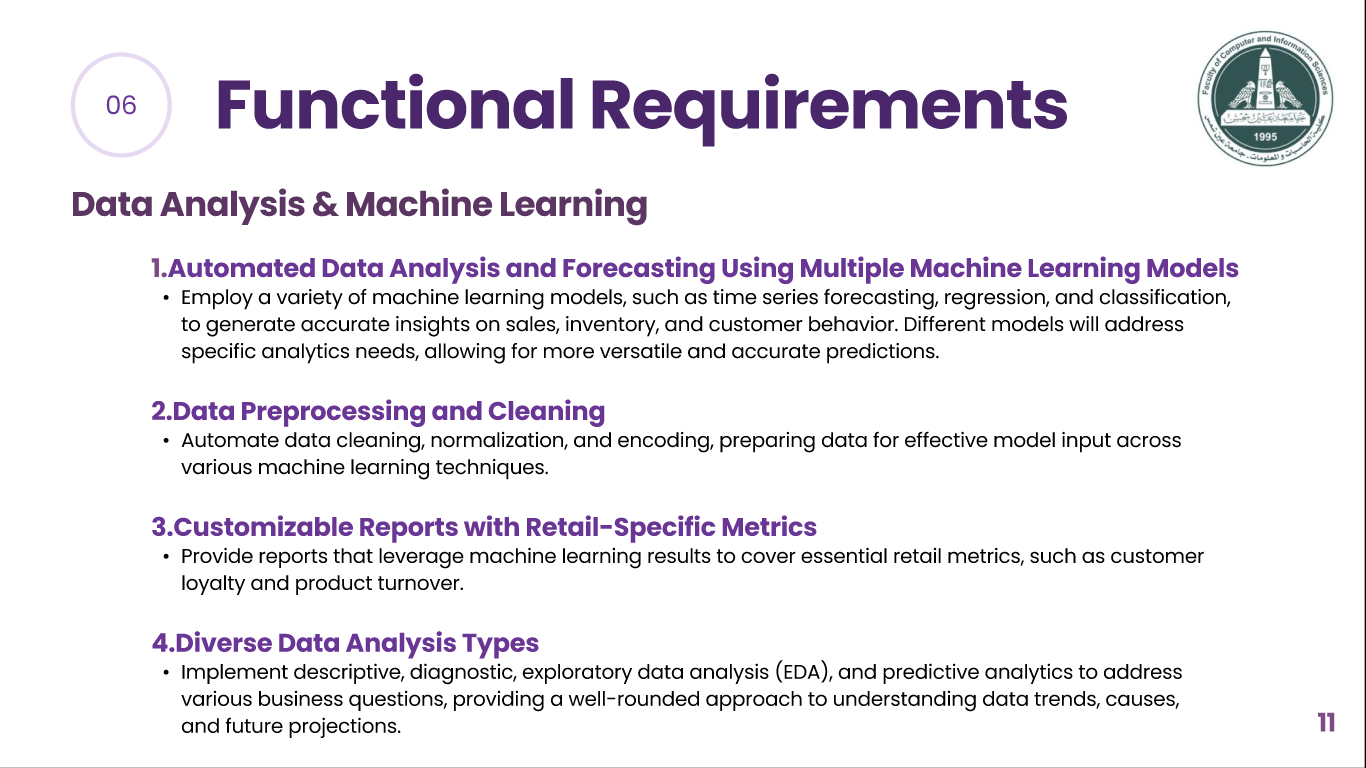 06
Functional Requirements
Faculty of Computer and Information Sciences
1995
كلية الحاسبات و المعلومات . جامعة عين شمس
Data Analysis & Machine Learning
1.Automated Data Analysis and Forecasting Using Multiple Machine Learning Models
• Employ a variety of machine learning models, such as time series forecasting, regression, and classification,
to generate accurate insights on sales, inventory, and customer behavior. Different models will address
specific analytics needs, allowing for more versatile and accurate predictions.
2.Data Preprocessing and Cleaning
• Automate data cleaning, normalization, and encoding, preparing data for effective model input across
various machine learning techniques.
3.Customizable Reports with Retail-Specific Metrics
• Provide reports that leverage machine learning results to cover essential retail metrics, such as customer
loyalty and product turnover.
4.Diverse Data Analysis Types
• Implement descriptive, diagnostic, exploratory data analysis (EDA), and predictive analytics to address
various business questions, providing a well-rounded approach to understanding data trends, causes,
and future projections.
11